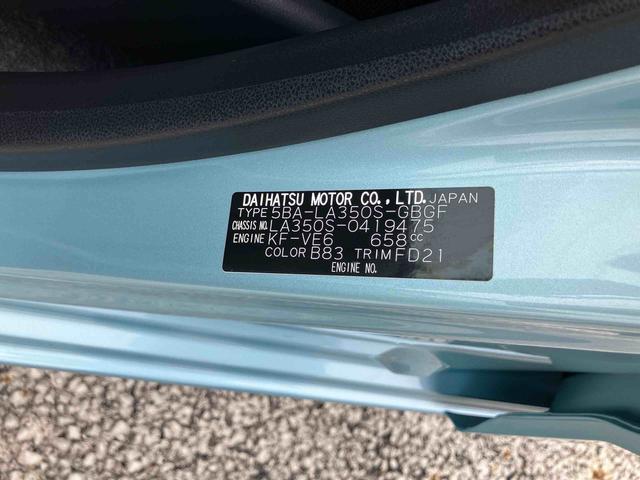 DAIHATSU MOTOR CO.,LTD. JAPAN
TYPE 5BA-LA350S-GBGF
CHASSIS NO. LA350S-0419475
ENGINE KF-VE6 658cc
COLOR B83 TRIM FD21
ENGINE NO.